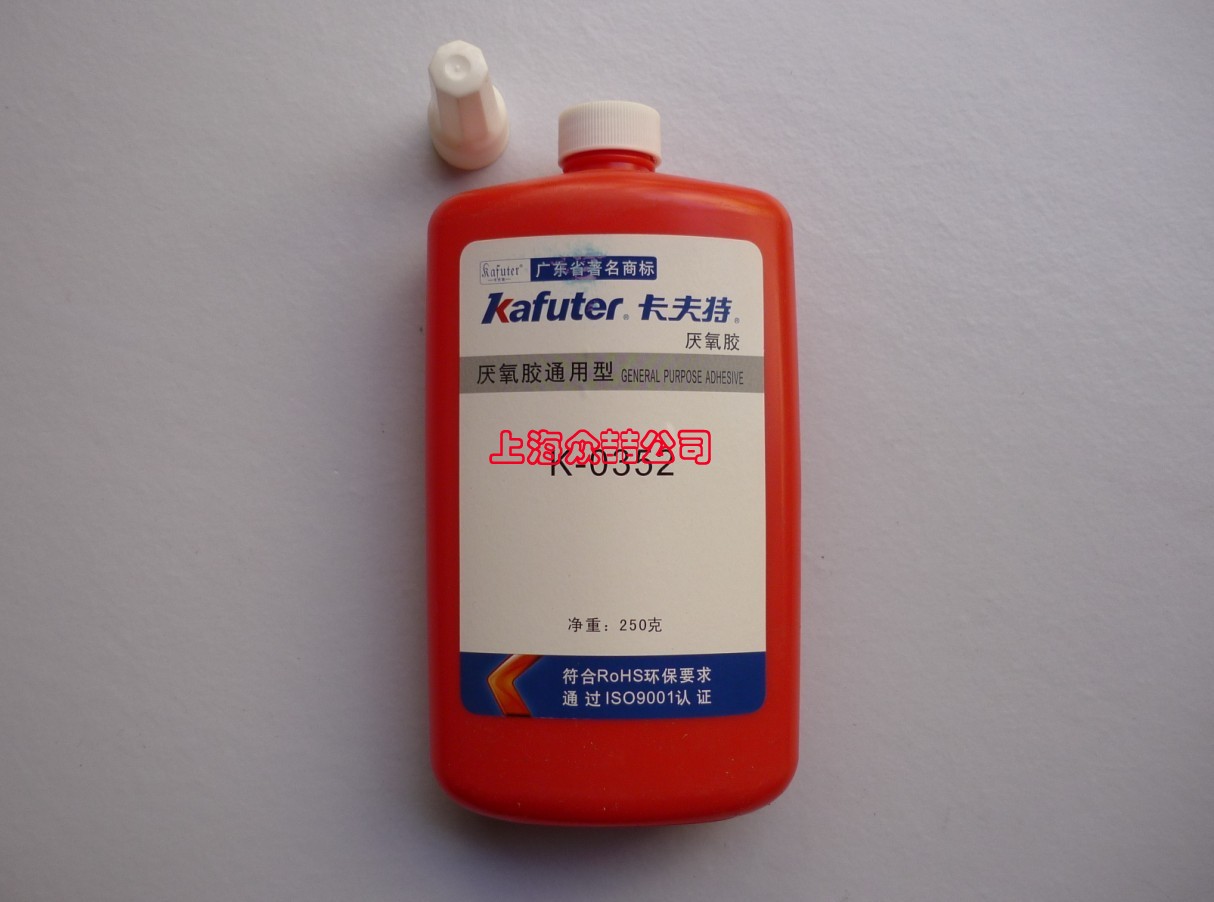 Kafuter®
广东省著名商标
Kafuter® 卡夫特®
厌氧胶
厌氧胶通用型 GENERAL PURPOSE ADHESIVE
上海众喆公司
K-0352
净重：250克
符合RoHS环保要求
通过ISO9001认证